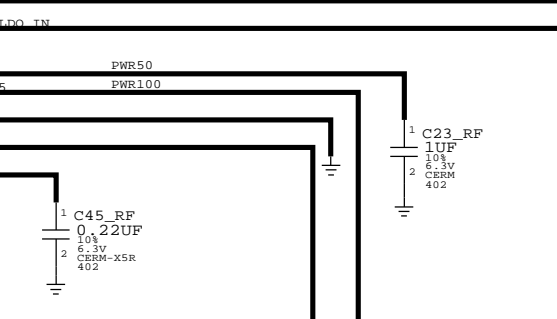 LDO_IN
PWR50
5
PWR100
1
C23_RF
1UF
10%
6.3V
CERM
402
2
1
C45_RF
0.22UF
10%
6.3V
CERM-X5R
402
2